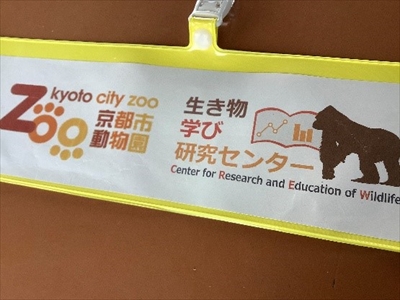 Zoo
kyoto city zoo
京都市
動物園
生き物
学び
研究センター
Center for Research and Education of Wildlife